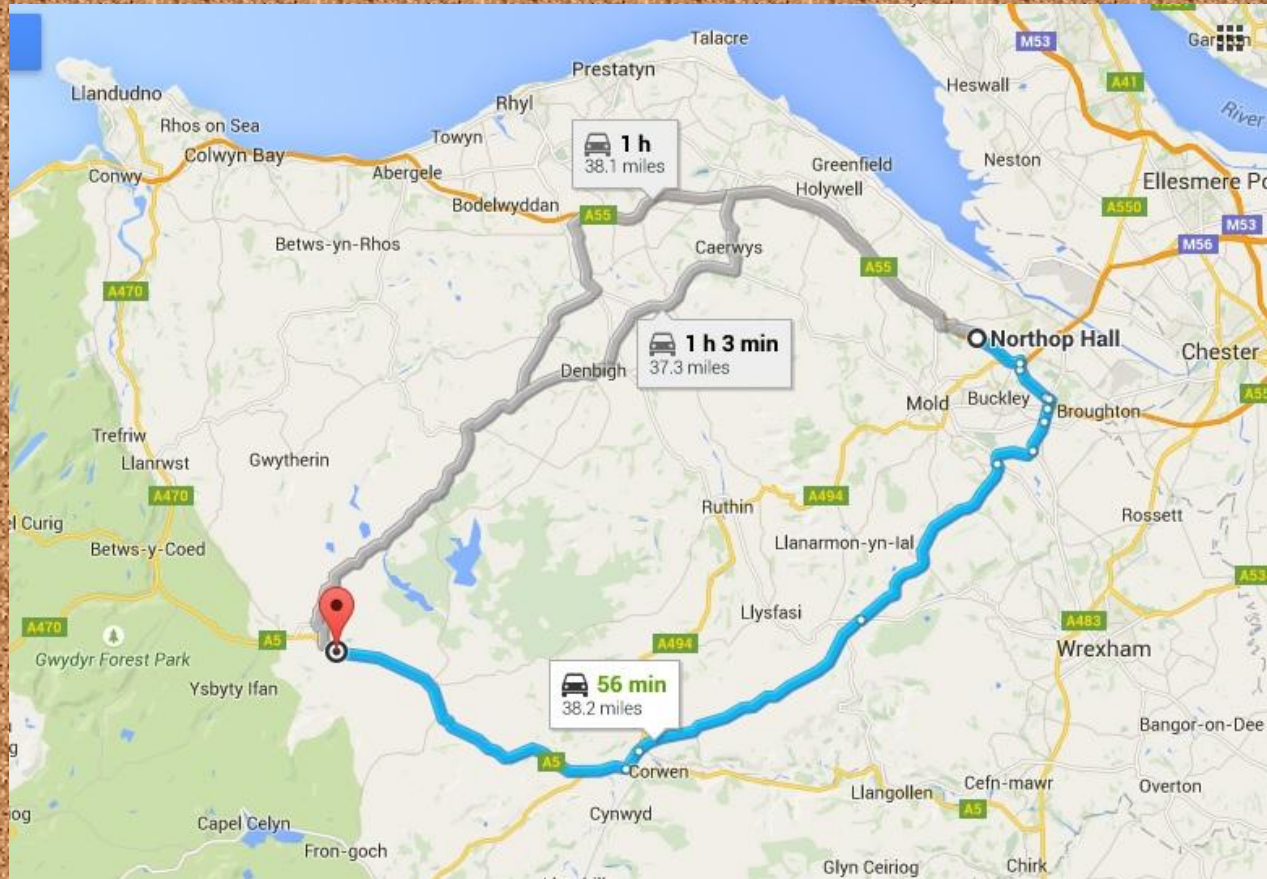 Talacre
M53
Garston
Llandudno
Prestatyn
Heswall
A41
Rhyl
Rhos on Sea
Towyn
1 h
38.1 miles
River
Colwyn Bay
Conwy
Abergele
Greenfield
Holywell
Neston
Ellesmere Po
Bodelwyddan
A55
A550
M53
Betws-yn-Rhos
Caerwys
M56
A55
A470
Northop Hall
1 h 3 min
37.3 miles
Chester
Denbigh
Mold
Buckley
Broughton
A55
Trefriw
Llanrwst
Gwytherin
A470
A494
Ruthin
Rossett
el Curig
Betws-y-Coed
Llanarmon-yn-Ial
A53
Llysfasi
A470
A5
A494
A483
Wrexham
Gwydyr Forest Park
Ysbyty Ifan
56 min
38.2 miles
Bangor-on-Dee
A5
Corwen
Cefn-mawr
Overton
Llangollen
A5
Cynwyd
og
Capel Celyn
Fron-goch
Glyn Ceiriog
Chirk